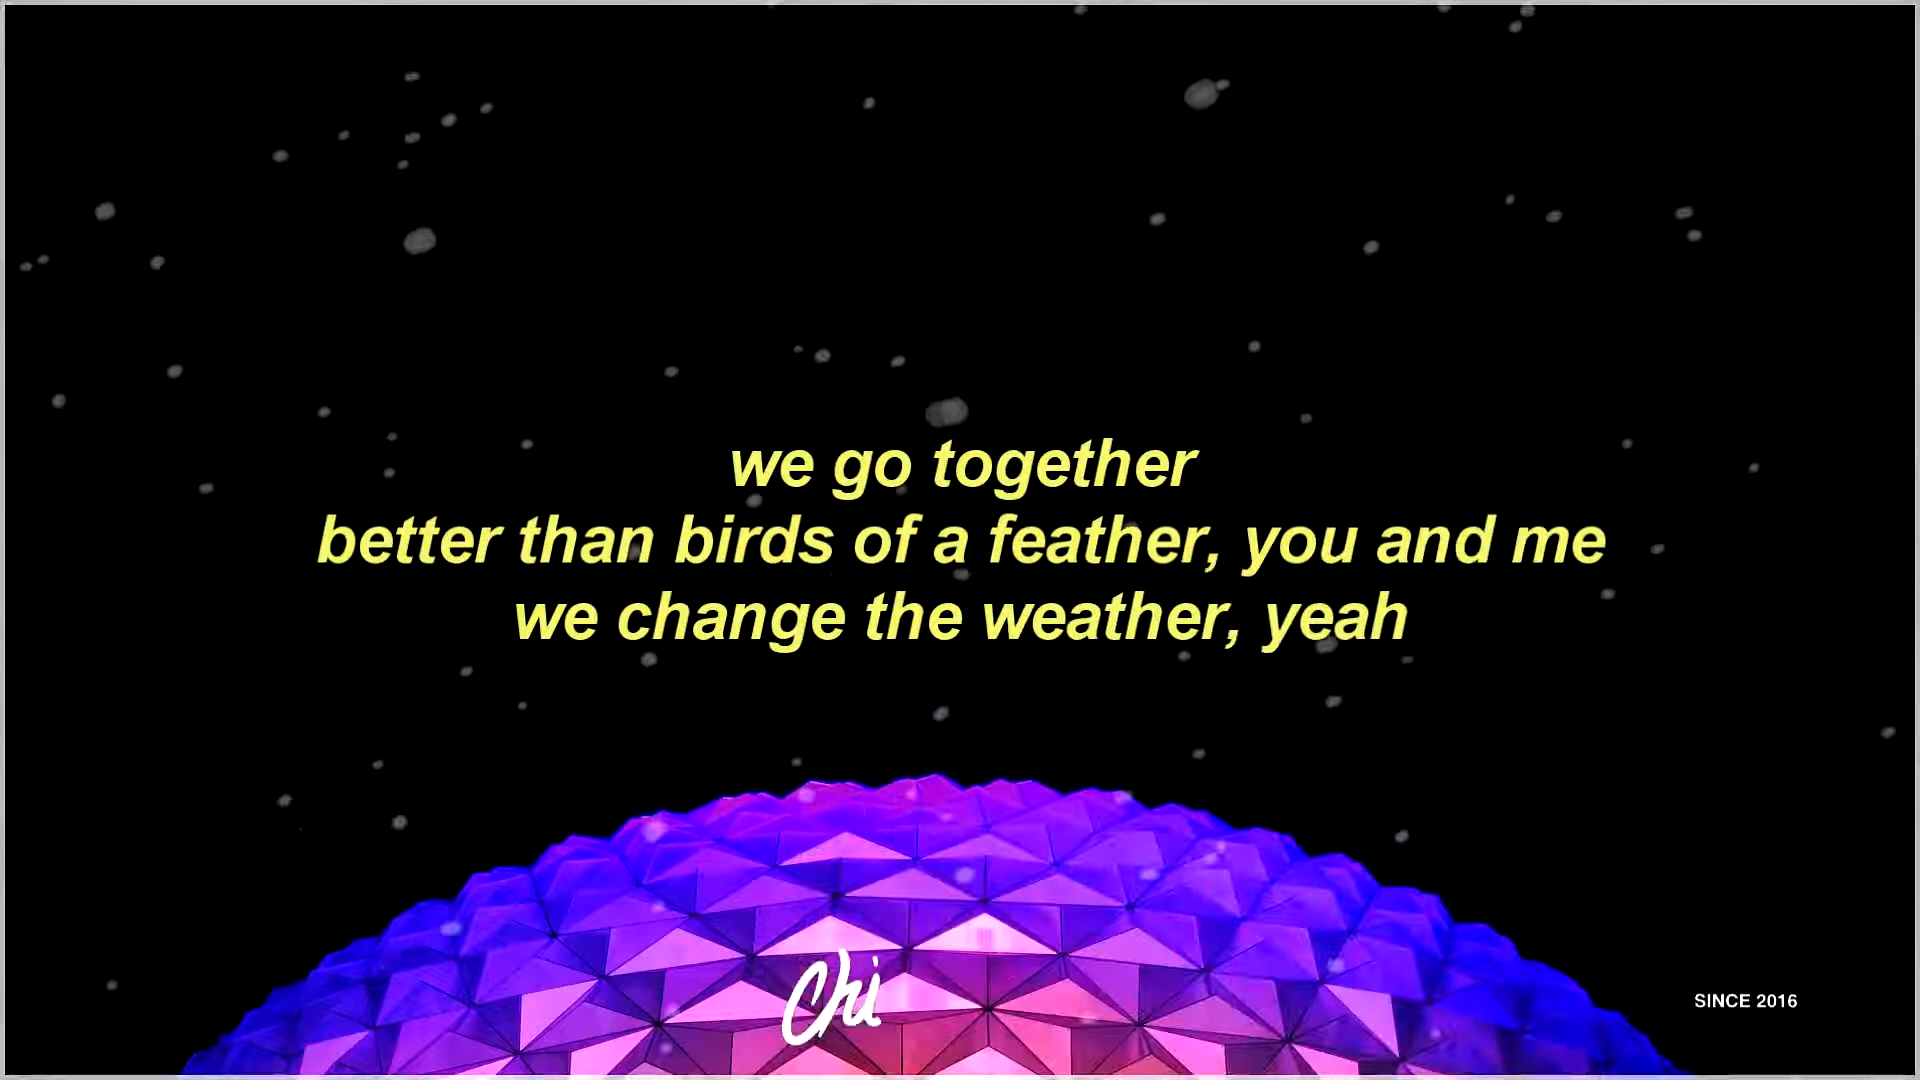 we go together
better than birds of a feather, you and me
we change the weather, yeah
Chi
SINCE 2016